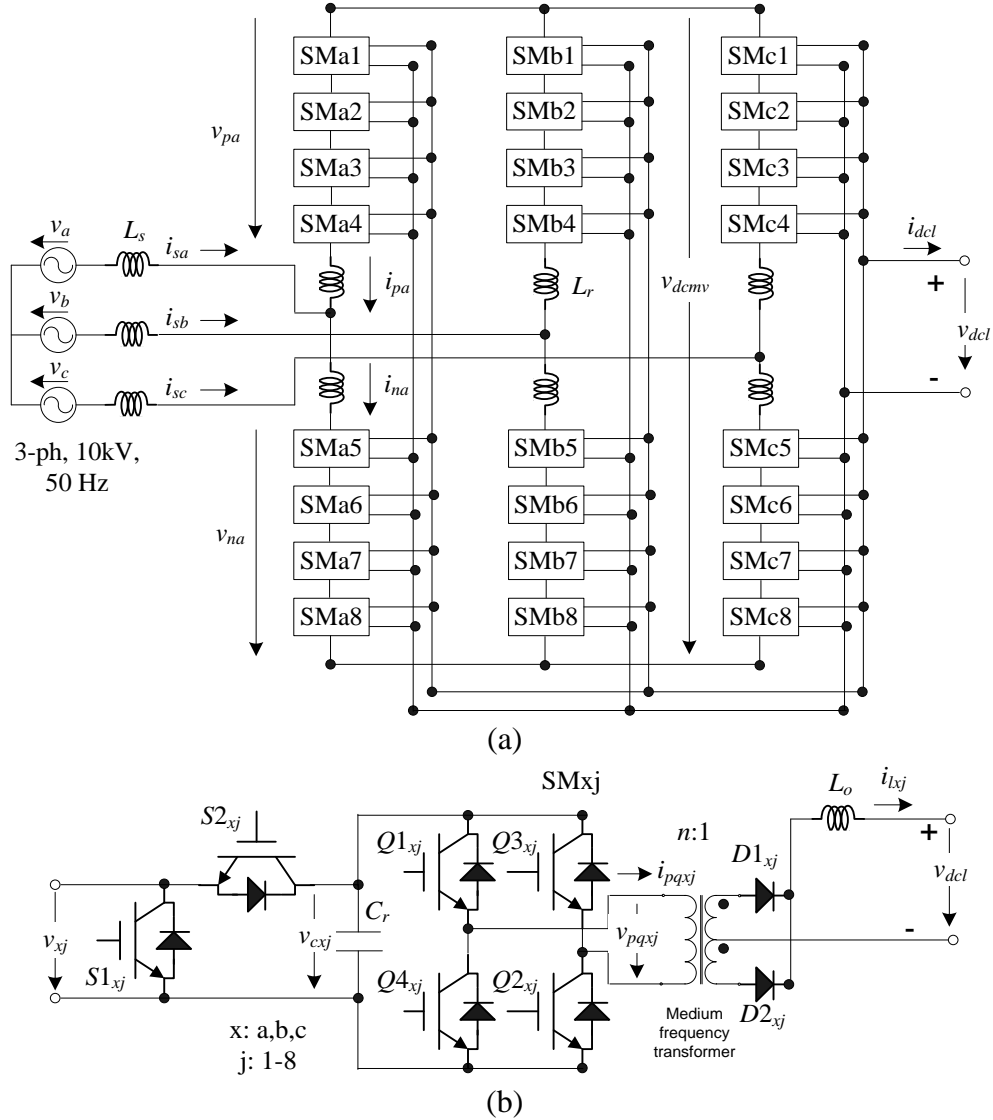 SMa1 SMb1 SMc1
SMa2 SMb2 SMc2
v_pa
SMa3 SMb3 SMc3
SMa4 SMb4 SMc4
v_a L_s i_sa i_dcl
+
i_pa L_r v_dcmv
v_b i_sb v_dcl
v_c i_sc i_na -
3-ph, 10kV,
50 Hz
SMa5 SMb5 SMc5
SMa6 SMb6 SMc6
v_na
SMa7 SMb7 SMc7
SMa8 SMb8 SMc8
(a)
SMxj
L_o i_lxj
S2_xj
+
Q1_xj Q3_xj n:1 D1_xj
i_pqxj
v_dcl
C_r
v_xj v_cxj v_pqxj
-
S1_xj Q4_xj Q2_xj D2_xj
x: a,b,c
j: 1-8
Medium
frequency
transformer
(b)